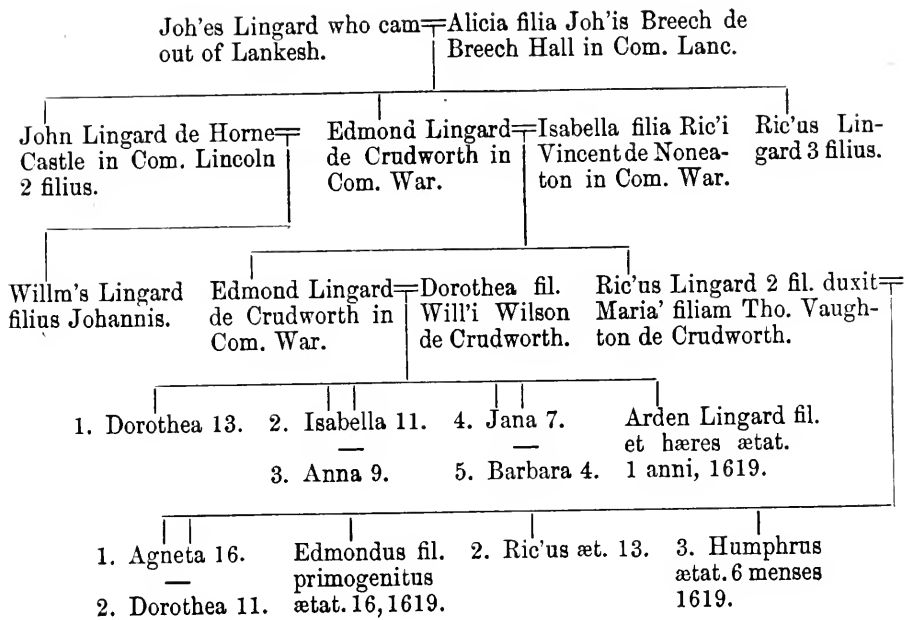 Joh'es Lingard who cam
out of Lankesh.
Alicia filia Joh'is Breech de
Breech Hall in Com. Lanc.
John Lingard de Horne
Castle in Com. Lincoln
2 filius.
Edmond Lingard
de Crudworth in
Com. War.
Isabella filia Ric'i
Vincent de Nonea-
ton in Com. War.
Ric'us Lin-
gard 3 filius.
Willm's Lingard
filius Johannis.
Edmond Lingard
de Crudworth in
Com. War.
Dorothea fil.
Will'i Wilson
de Crudworth.
Ric'us Lingard 2 fil. duxit
Maria' filiam Tho. Vaugh-
ton de Crudworth.
1. Dorothea 13.
2. Isabella 11.
3. Anna 9.
4. Jana 7.
5. Barbara 4.
Arden Lingard fil.
et hæres ætat.
1 anni, 1619.
1. Agneta 16.
2. Dorothea 11.
Edmondus fil.
primogenitus
ætat. 16, 1619.
2. Ric'us æt. 13.
3. Humphrus
ætat. 6 menses
1619.